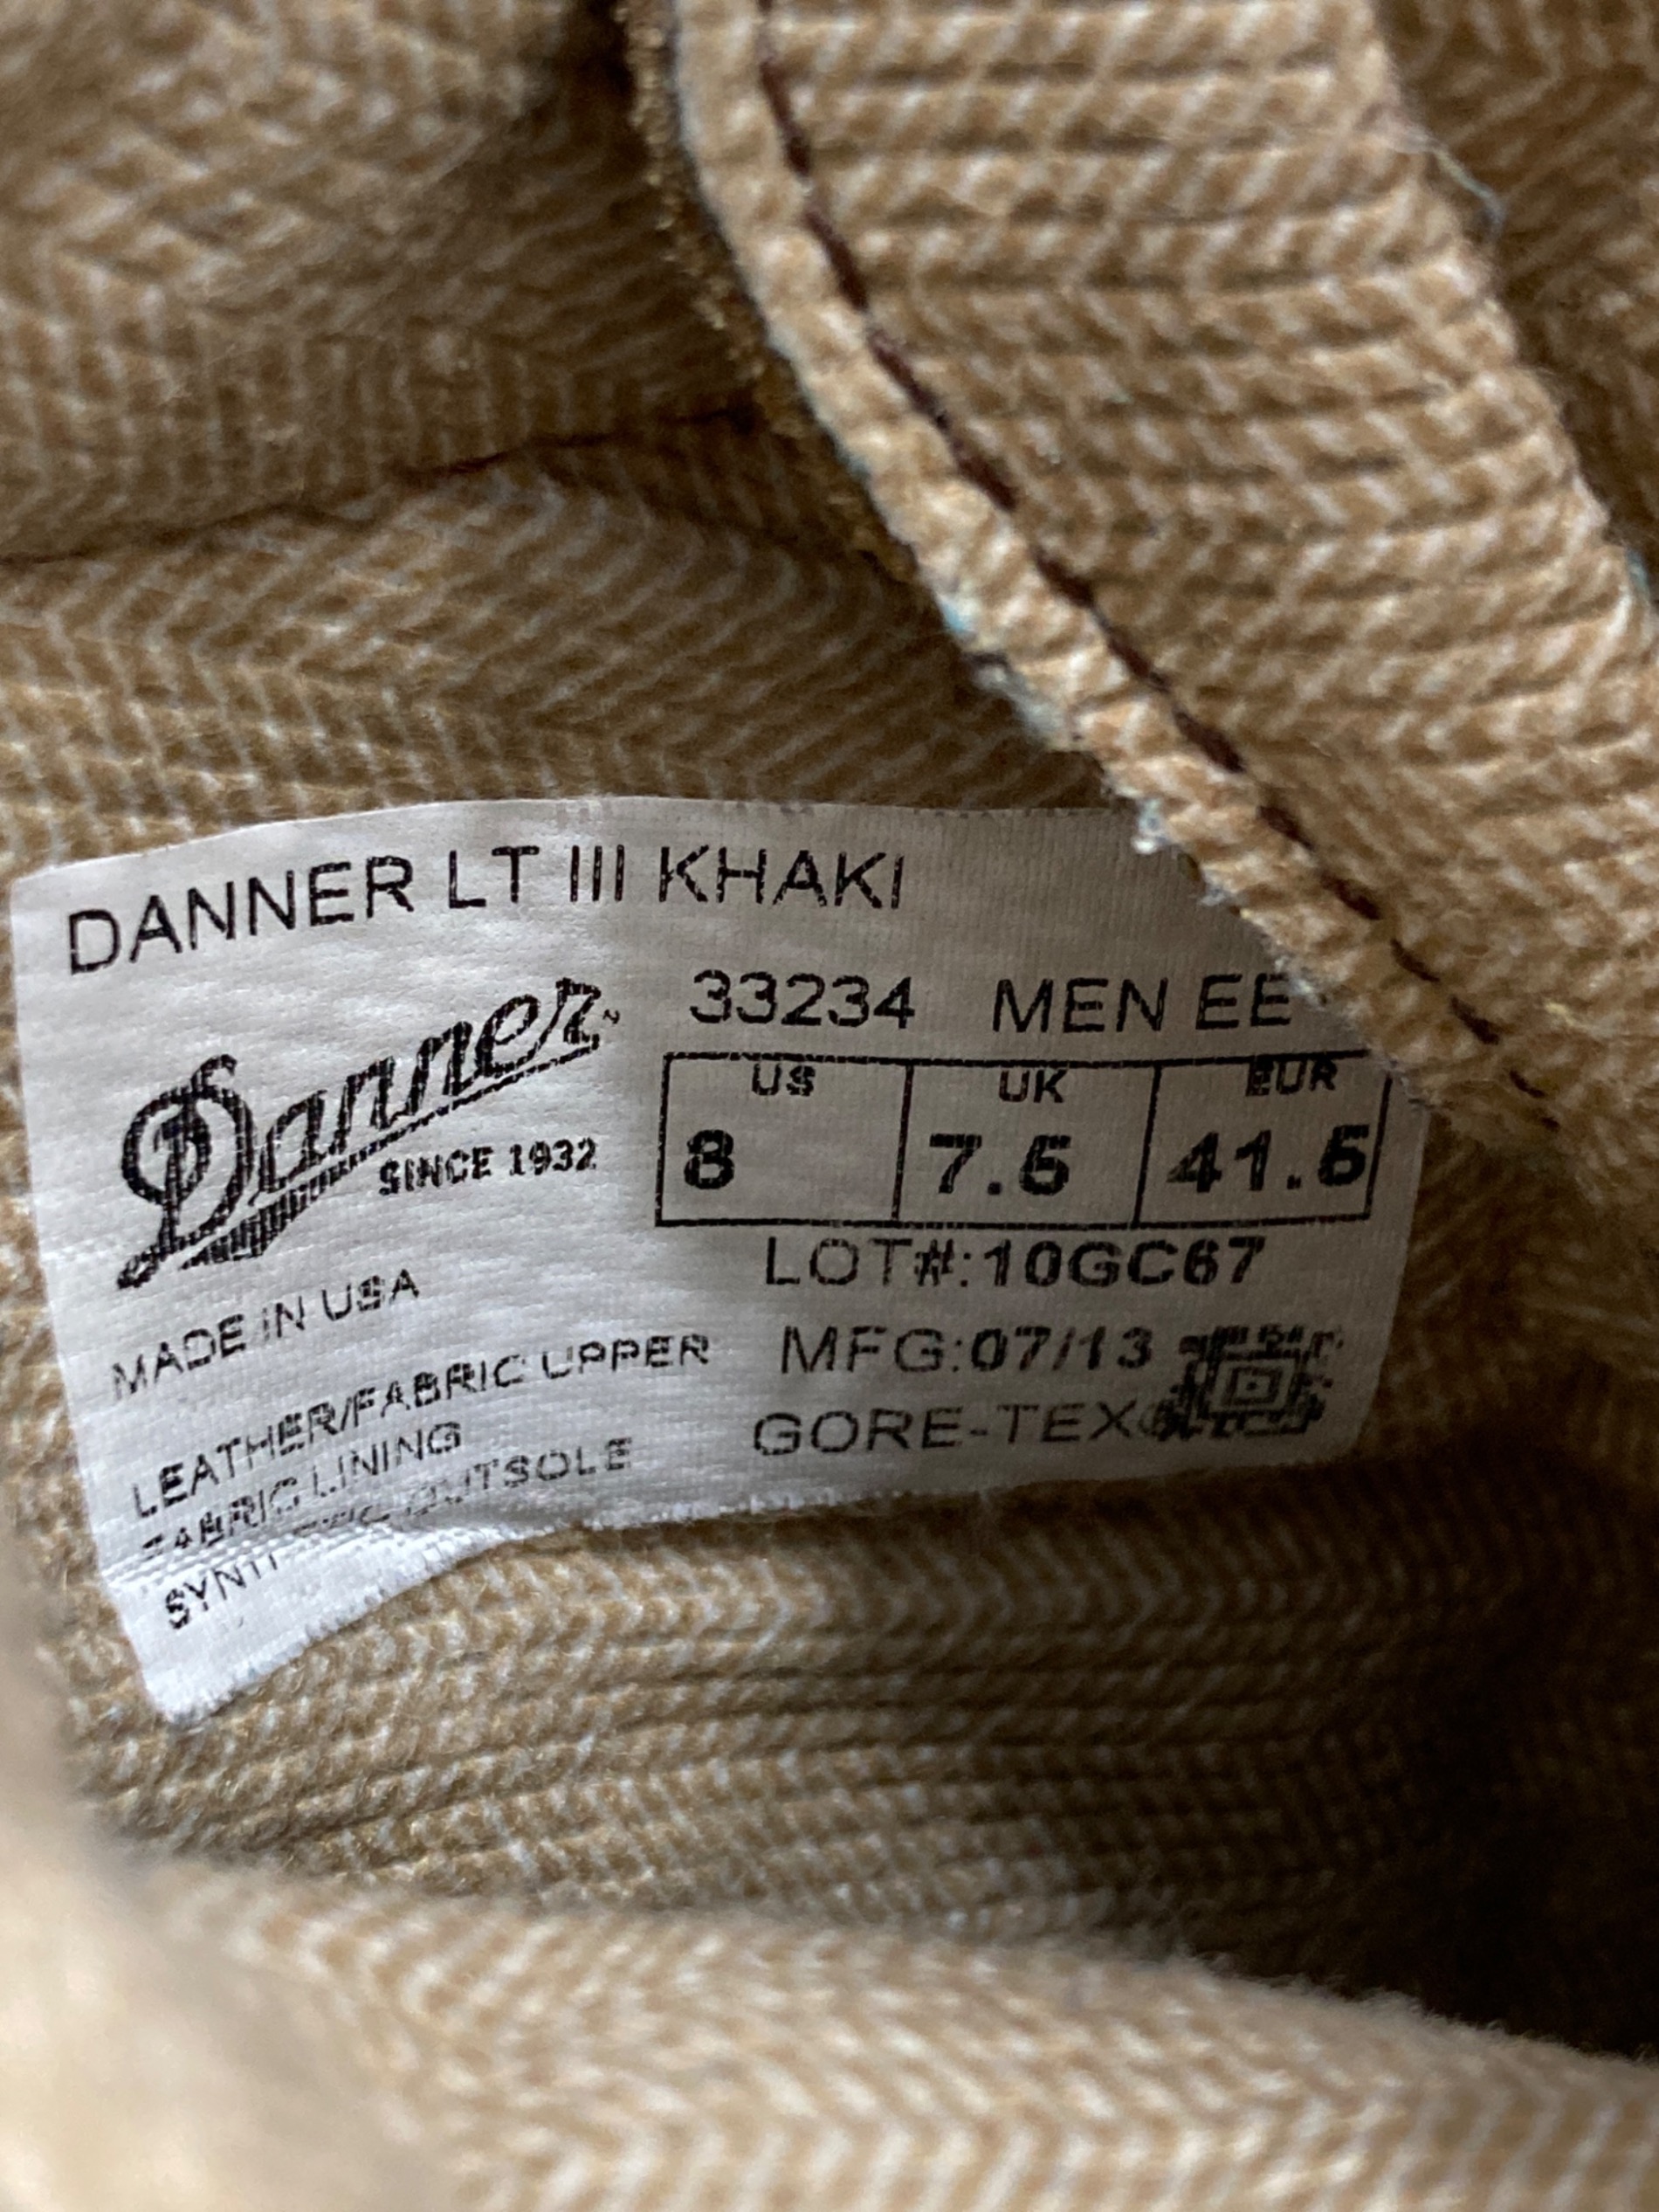 DANNER LT III KHAKI
33234 MEN EE
Danner
SINCE 1932
US UK EUR
8 7.5 41.5
LOT#:10GC67
MADE IN USA
MFG:07/13
LEATHER/FABRIC UPPER
GORE-TEX®
FABRIC LINING
OUTSOLE